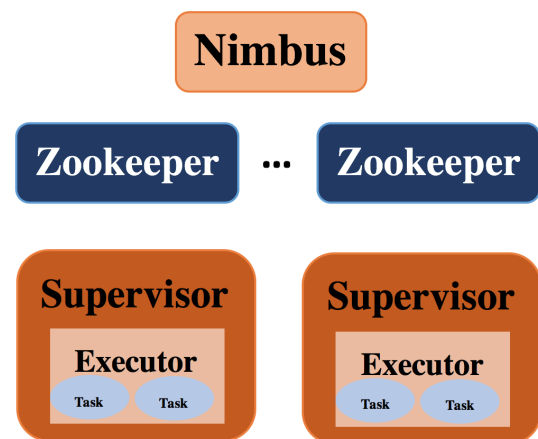 Nimbus
Zookeeper ... Zookeeper
Supervisor Supervisor
Executor Executor
Task Task Task Task